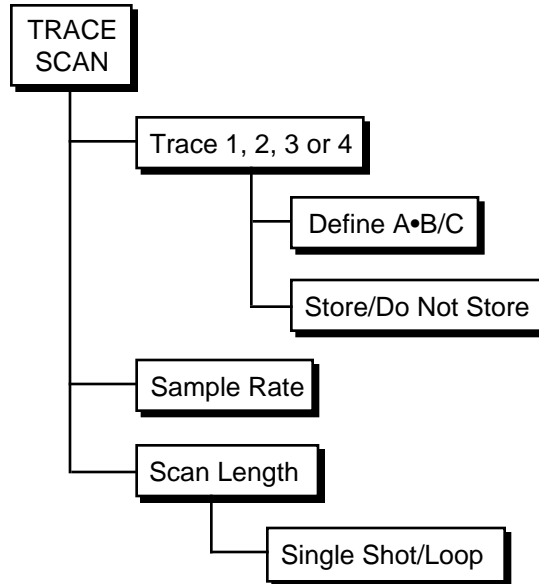 TRACE
SCAN
Trace 1, 2, 3 or 4
Define A•B/C
Store/Do Not Store
Sample Rate
Scan Length
Single Shot/Loop